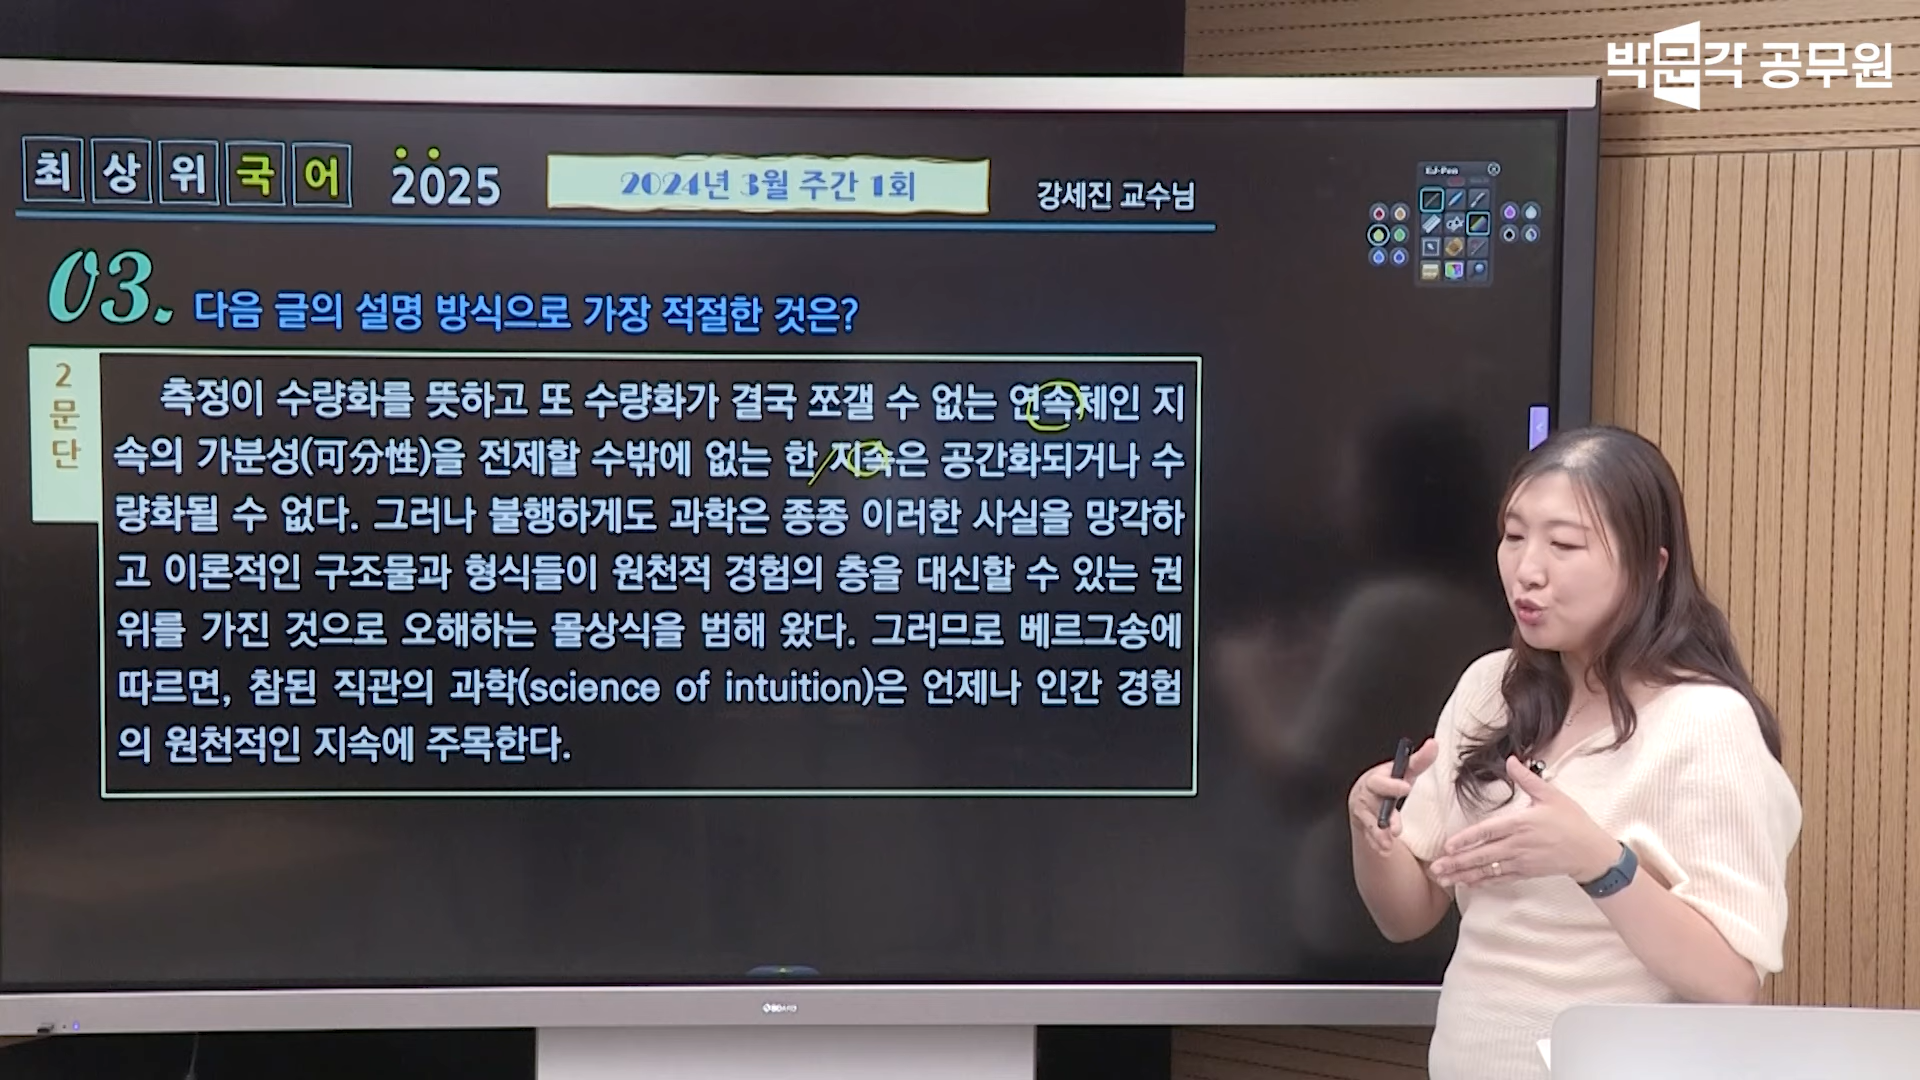 박문각 공무원
최상위국어 2025 2024년 3월 주간 1회 강세진 교수님
03. 다음 글의 설명 방식으로 가장 적절한 것은?
2문단
측정이 수량화를 뜻하고 또 수량화가 결국 쪼갤 수 없는 연속체인 지
속의 가분성(可分性)을 전제할 수밖에 없는 한 지속은 공간화되거나 수
량화될 수 없다. 그러나 불행하게도 과학은 종종 이러한 사실을 망각하
고 이론적인 구조물과 형식들이 원천적 경험의 층을 대신할 수 있는 권
위를 가진 것으로 오해하는 몰상식을 범해 왔다. 그러므로 베르그송에
따르면, 참된 직관의 과학(science of intuition)은 언제나 인간 경험
의 원천적인 지속에 주목한다.